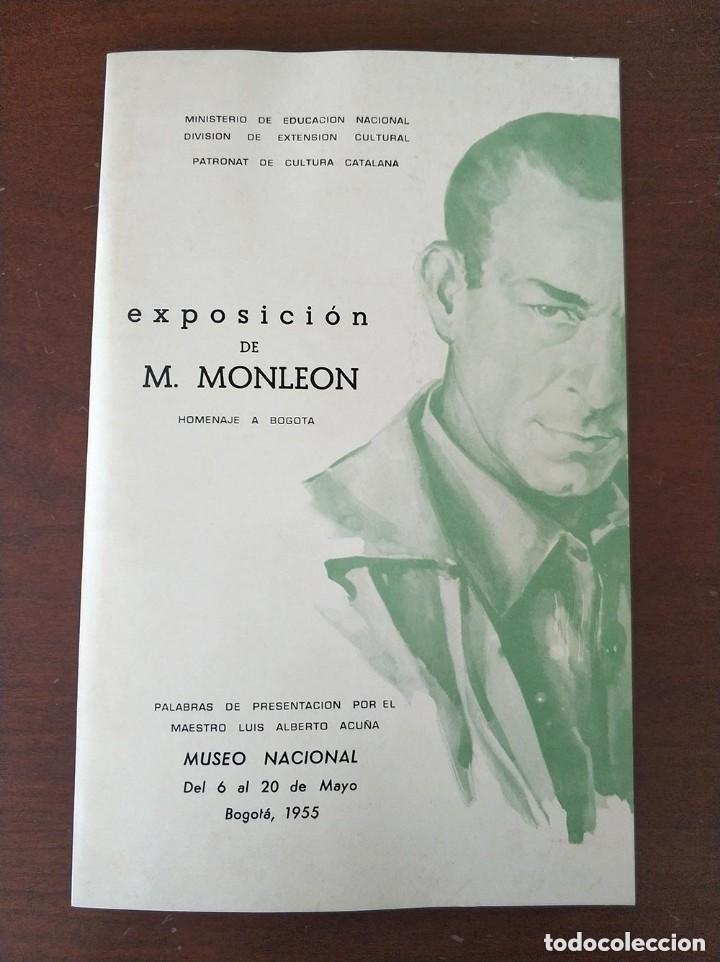 MINISTERIO DE EDUCACION NACIONAL
DIVISION DE EXTENSION CULTURAL
PATRONAT DE CULTURA CATALANA
exposición
DE
M. MONLEON
HOMENAJE A BOGOTA
PALABRAS DE PRESENTACION POR EL
MAESTRO LUIS ALBERTO ACUÑA
MUSEO NACIONAL
Del 6 al 20 de Mayo
Bogotá, 1955
todocoleccion